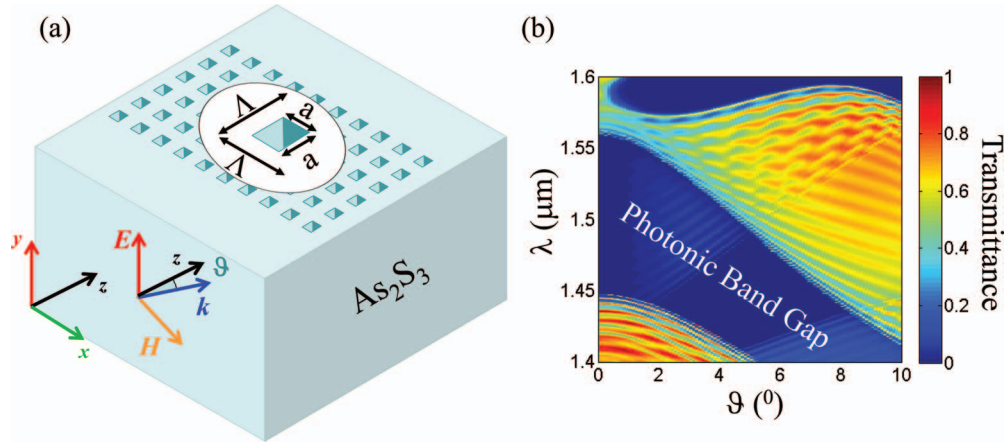 (a)
Λ
a
Λ
a
y
z
x
E
z
ϑ
k
H
As₂S₃
(b)
1.6
1.55
1.5
1.45
1.4
λ (μm)
0
2
4
6
8
10
ϑ (⁰)
Photonic Band Gap
1
0.8
0.6
0.4
0.2
0
Transmittance